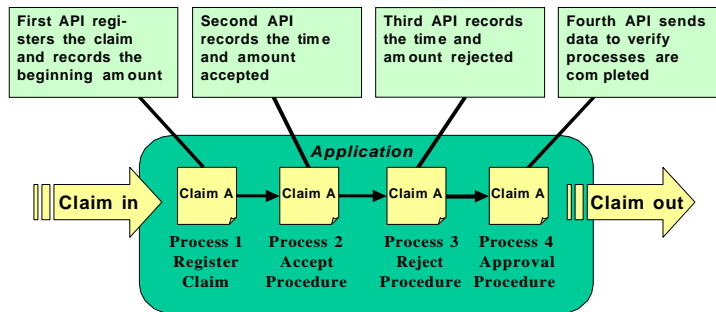 First API regi-
sters the claim
and records the
beginning amount
Second API
records the time
and amount
accepted
Third API records
the time and
amount rejected
Fourth API sends
data to verify
processes are
completed
Application
Claim in
Claim A
Claim A
Claim A
Claim A
Claim out
Process 1
Register
Claim
Process 2
Accept
Procedure
Process 3
Reject
Procedure
Process 4
Approval
Procedure